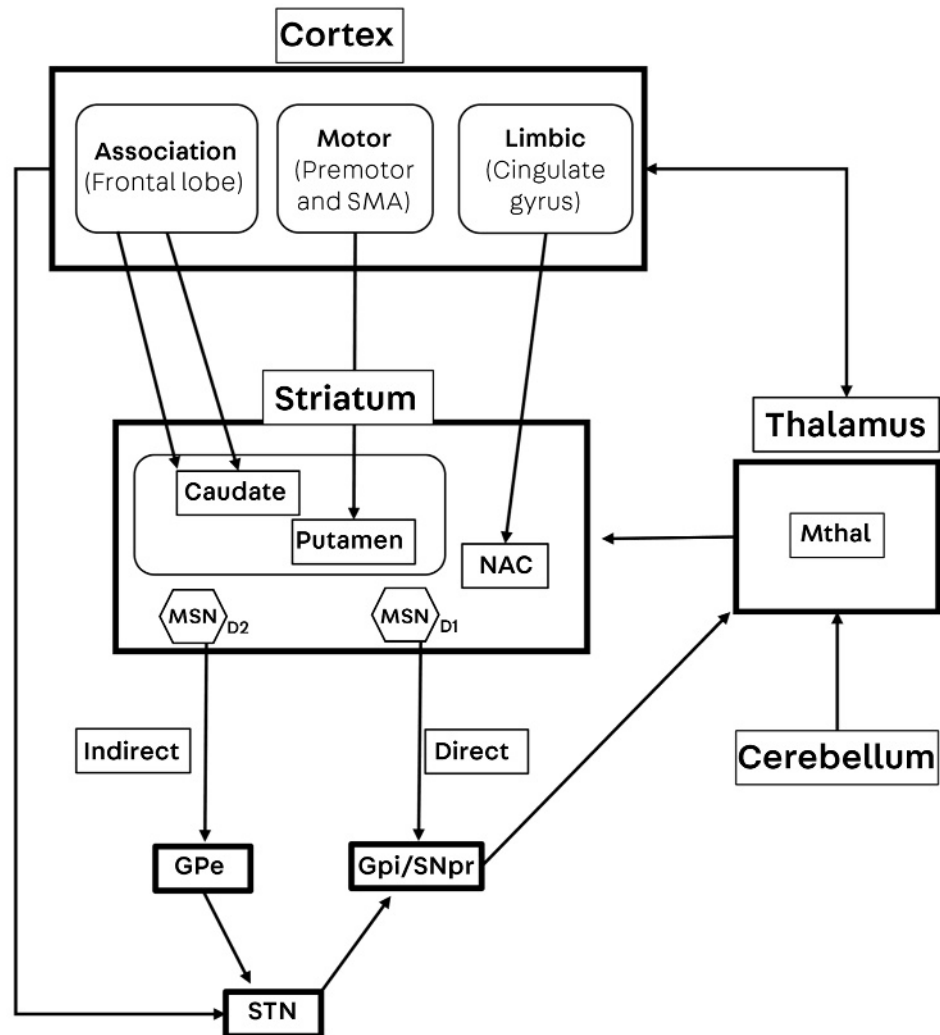 Cortex
Association
(Frontal lobe)
Motor
(Premotor
and SMA)
Limbic
(Cingulate
gyrus)
Striatum
Thalamus
Caudate
Putamen
NAC
Mthal
MSN D2
MSN D1
Indirect
Direct
Cerebellum
GPe
Gpi/SNpr
STN